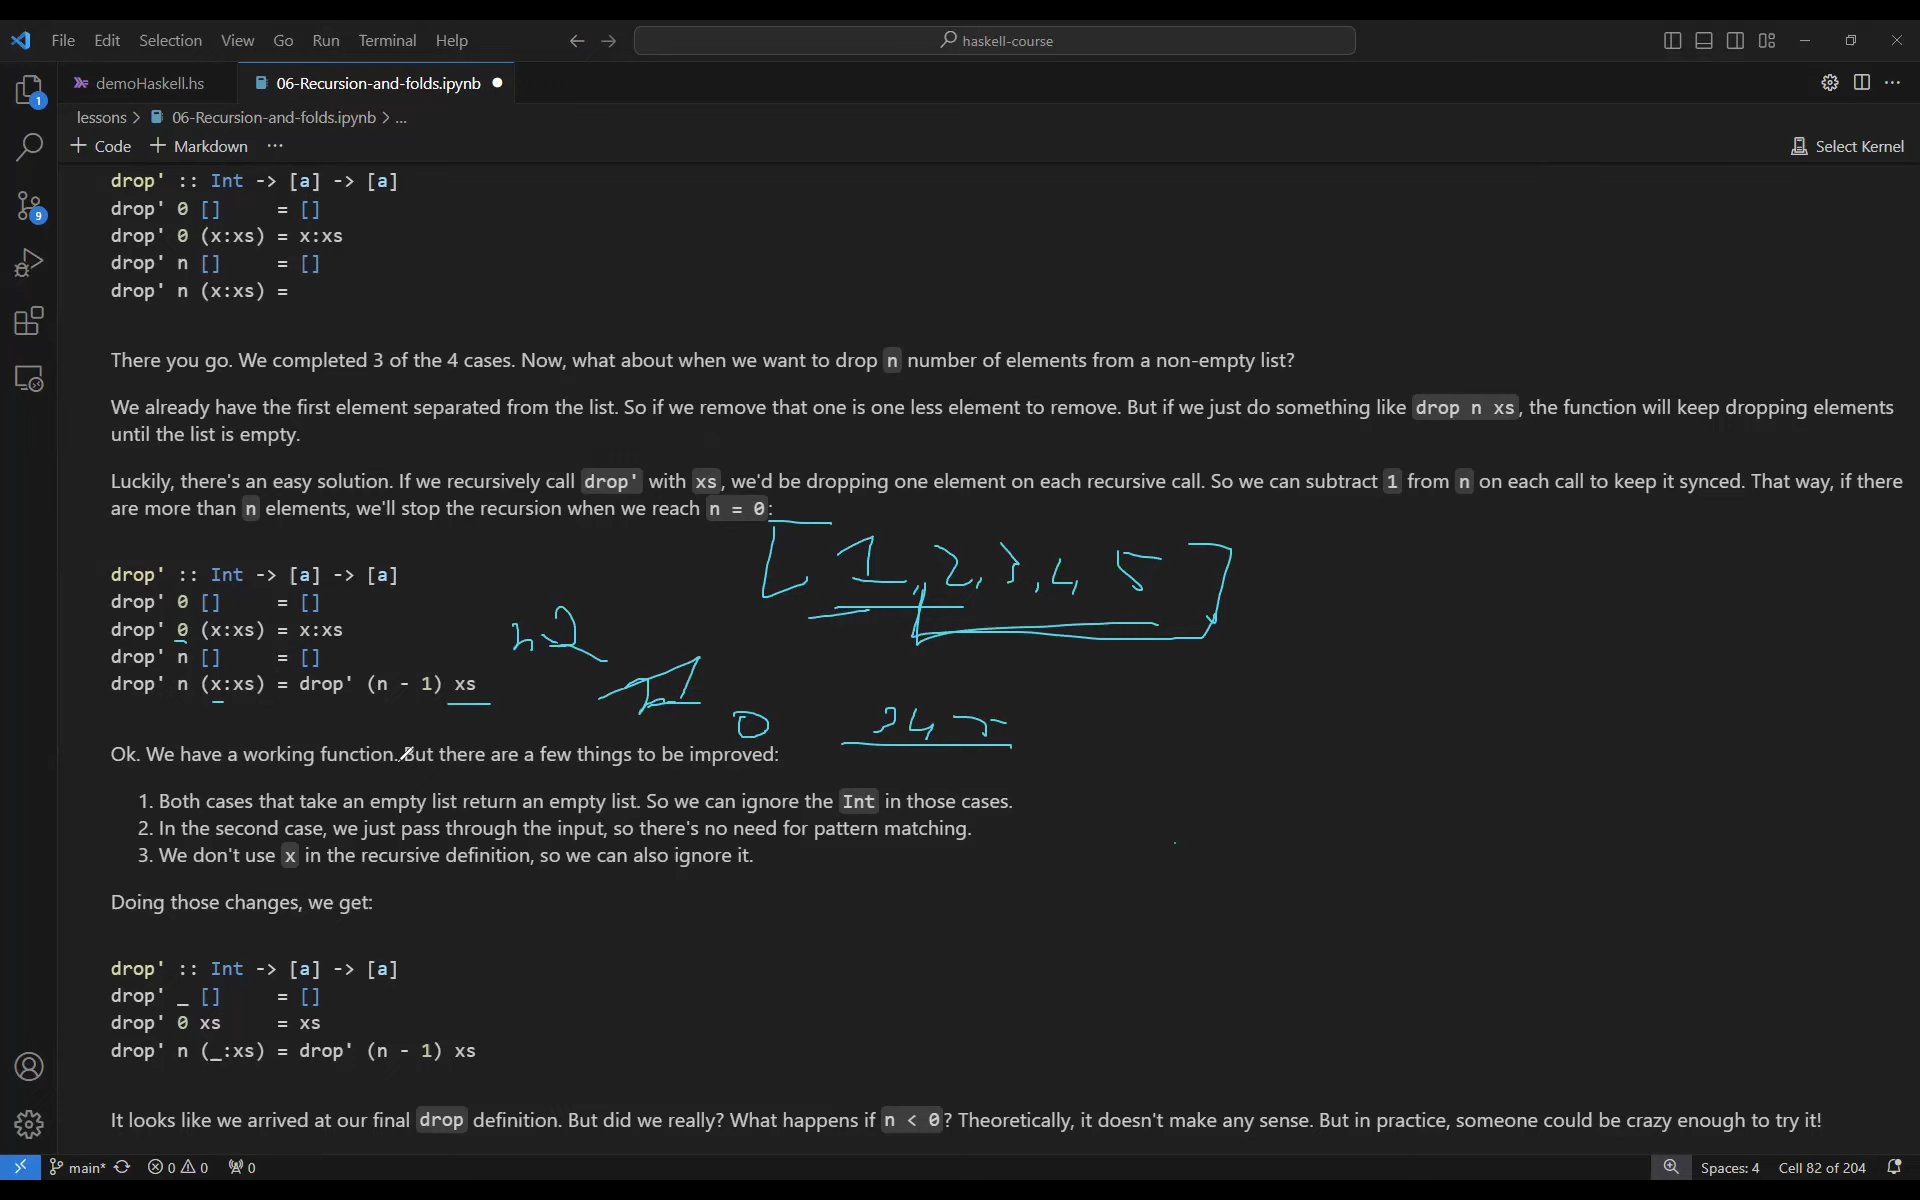 File Edit Selection View Go Run Terminal Help
haskell-course
demoHaskell.hs
06-Recursion-and-folds.ipynb
1
lessons > 06-Recursion-and-folds.ipynb > ...
+ Code + Markdown ...
Select Kernel
9
drop' :: Int -> [a] -> [a]
drop' 0 [] = []
drop' 0 (x:xs) = x:xs
drop' n [] = []
drop' n (x:xs) =
There you go. We completed 3 of the 4 cases. Now, what about when we want to drop n number of elements from a non-empty list?
We already have the first element separated from the list. So if we remove that one is one less element to remove. But if we just do something like drop n xs, the function will keep dropping elements
until the list is empty.
Luckily, there's an easy solution. If we recursively call drop' with xs, we'd be dropping one element on each recursive call. So we can subtract 1 from n on each call to keep it synced. That way, if there
are more than n elements, we'll stop the recursion when we reach n = 0:
[1, 2, 3, 4, 5]
drop' :: Int -> [a] -> [a]
drop' 0 [] = []
drop' 0 (x:xs) = x:xs
n 2
drop' n [] = []
drop' n (x:xs) = drop' (n - 1) xs
0
3 4 5
Ok. We have a working function. But there are a few things to be improved:
1. Both cases that take an empty list return an empty list. So we can ignore the Int in those cases.
2. In the second case, we just pass through the input, so there's no need for pattern matching.
3. We don't use x in the recursive definition, so we can also ignore it.
Doing those changes, we get:
drop' :: Int -> [a] -> [a]
drop' _ [] = []
drop' 0 xs = xs
drop' n (_:xs) = drop' (n - 1) xs
It looks like we arrived at our final drop definition. But did we really? What happens if n < 0? Theoretically, it doesn't make any sense. But in practice, someone could be crazy enough to try it!
main* 0 0 0
Spaces: 4 Cell 82 of 204